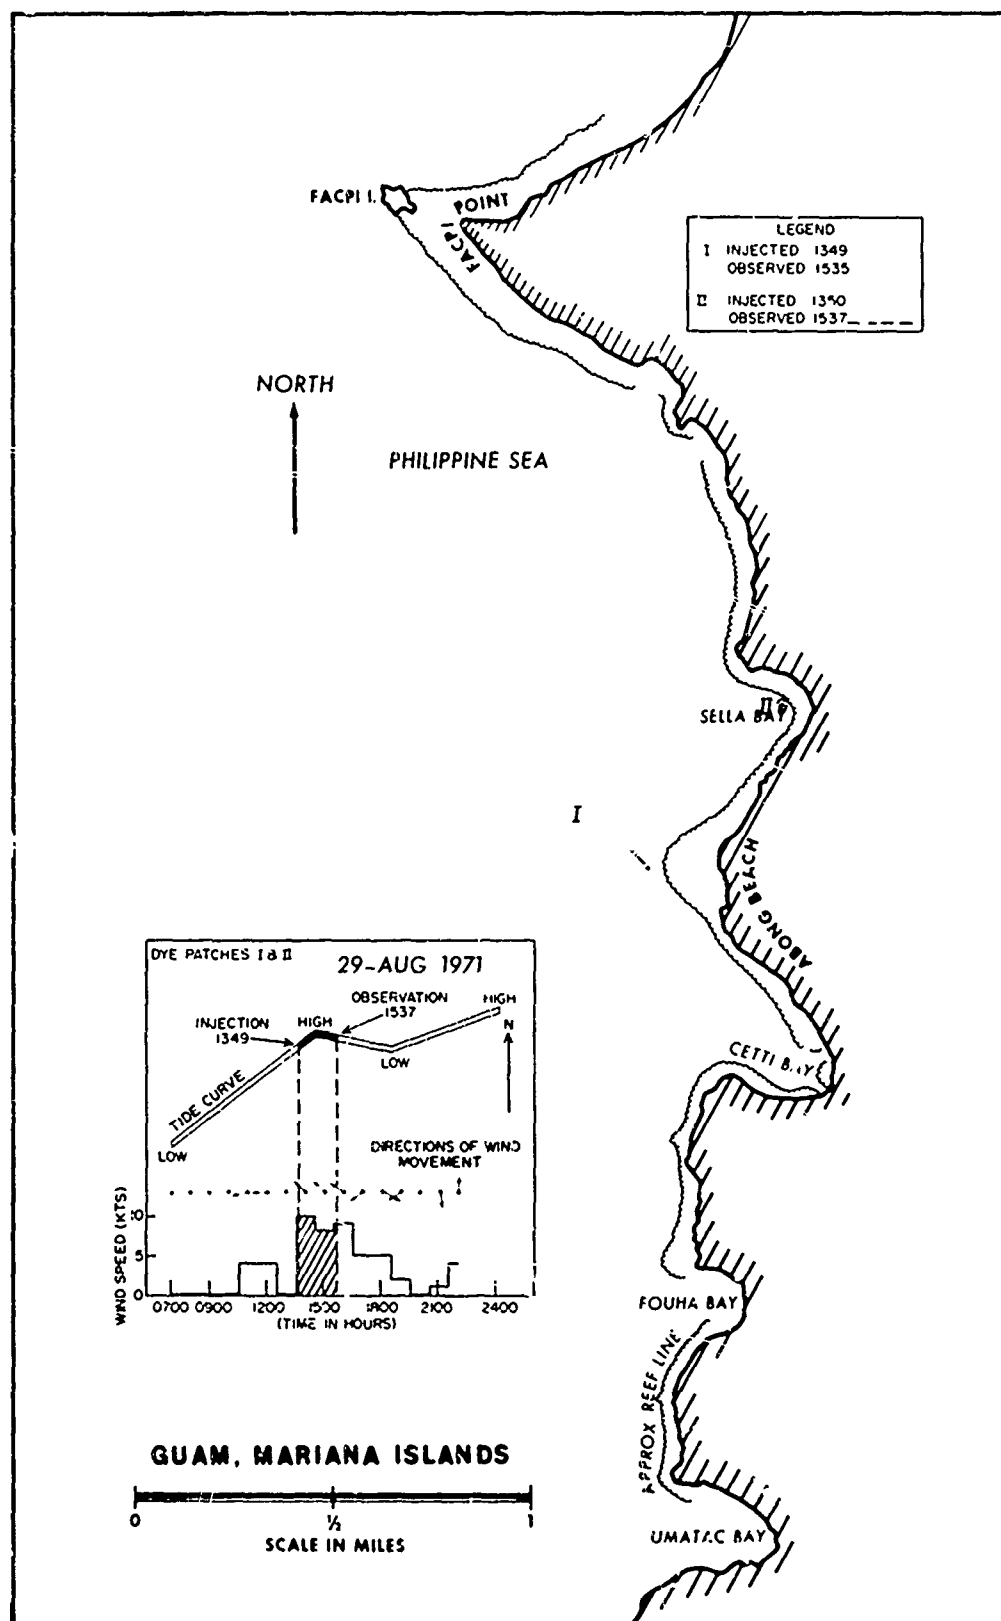 FACPI I.
FACPI POINT
LEGEND
I INJECTED 1349
OBSERVED 1535
II INJECTED 1350
OBSERVED 1537
NORTH
PHILIPPINE SEA
SELLA BAY
II
I
ABONG BEACH
CETTI BAY
FOUHA BAY
APPROX REEF LINE
UMATAC BAY
DYE PATCHES I & II
29-AUG 1971
OBSERVATION
1537
INJECTION
1349
HIGH
HIGH
N
LOW
TIDE CURVE
LOW
DIRECTIONS OF WIND
MOVEMENT
WIND SPEED (KTS)
10
5
0
0700 0900 1200 1500 1800 2100 2400
(TIME IN HOURS)
GUAM, MARIANA ISLANDS
0 ½ 1
SCALE IN MILES